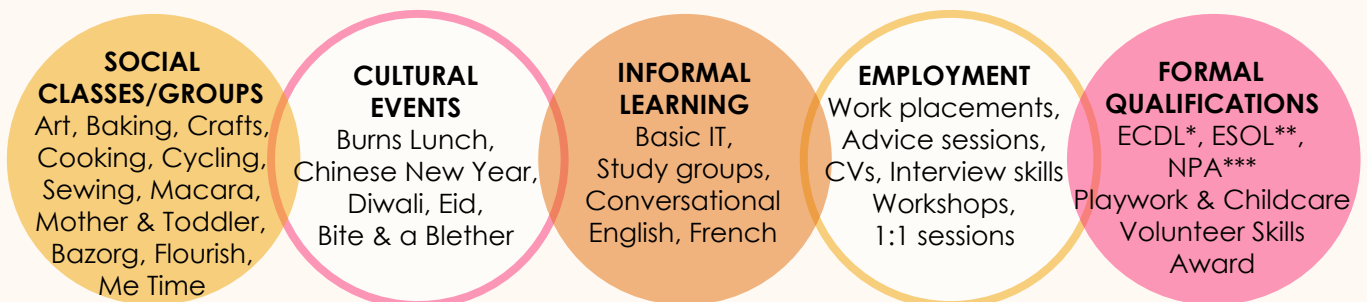 SOCIAL
CLASSES/GROUPS
Art, Baking, Crafts,
Cooking, Cycling,
Sewing, Macara,
Mother & Toddler,
Bazorg, Flourish,
Me Time
CULTURAL
EVENTS
Burns Lunch,
Chinese New Year,
Diwali, Eid,
Bite & a Blether
INFORMAL
LEARNING
Basic IT,
Study groups,
Conversational
English, French
EMPLOYMENT
Work placements,
Advice sessions,
CVs, Interview skills
Workshops,
1:1 sessions
FORMAL
QUALIFICATIONS
ECDL*, ESOL**,
NPA***
Playwork & Childcare
Volunteer Skills
Award